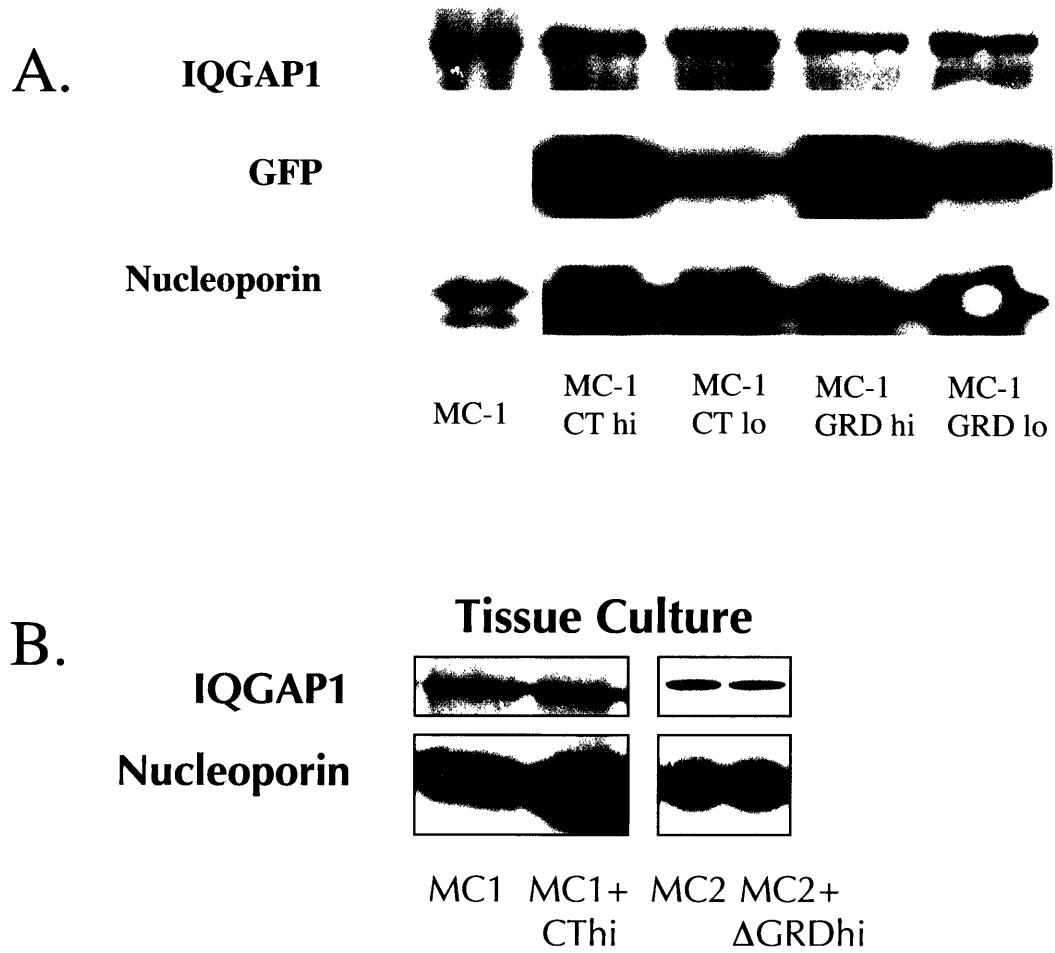 A.
IQGAP1
GFP
Nucleoporin
MC-1
MC-1
CT hi
MC-1
CT lo
MC-1
GRD hi
MC-1
GRD lo
B.
Tissue Culture
IQGAP1
Nucleoporin
MC1
MC1+
CThi
MC2
MC2+
ΔGRDhi